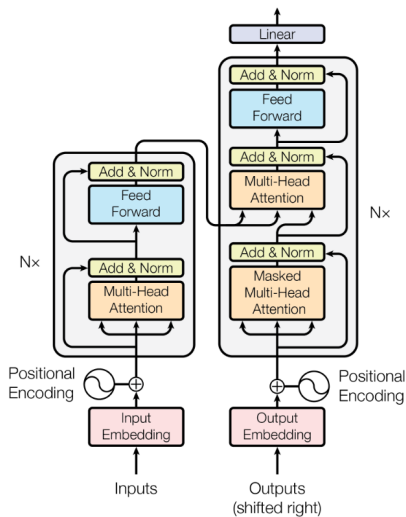 Linear
Add & Norm
Feed
Forward
Add & Norm
Multi-Head
Attention
Nx
Add & Norm
Masked
Multi-Head
Attention
Add & Norm
Feed
Forward
Nx
Add & Norm
Multi-Head
Attention
Positional
Encoding
Positional
Encoding
Input
Embedding
Output
Embedding
Inputs
Outputs
(shifted right)